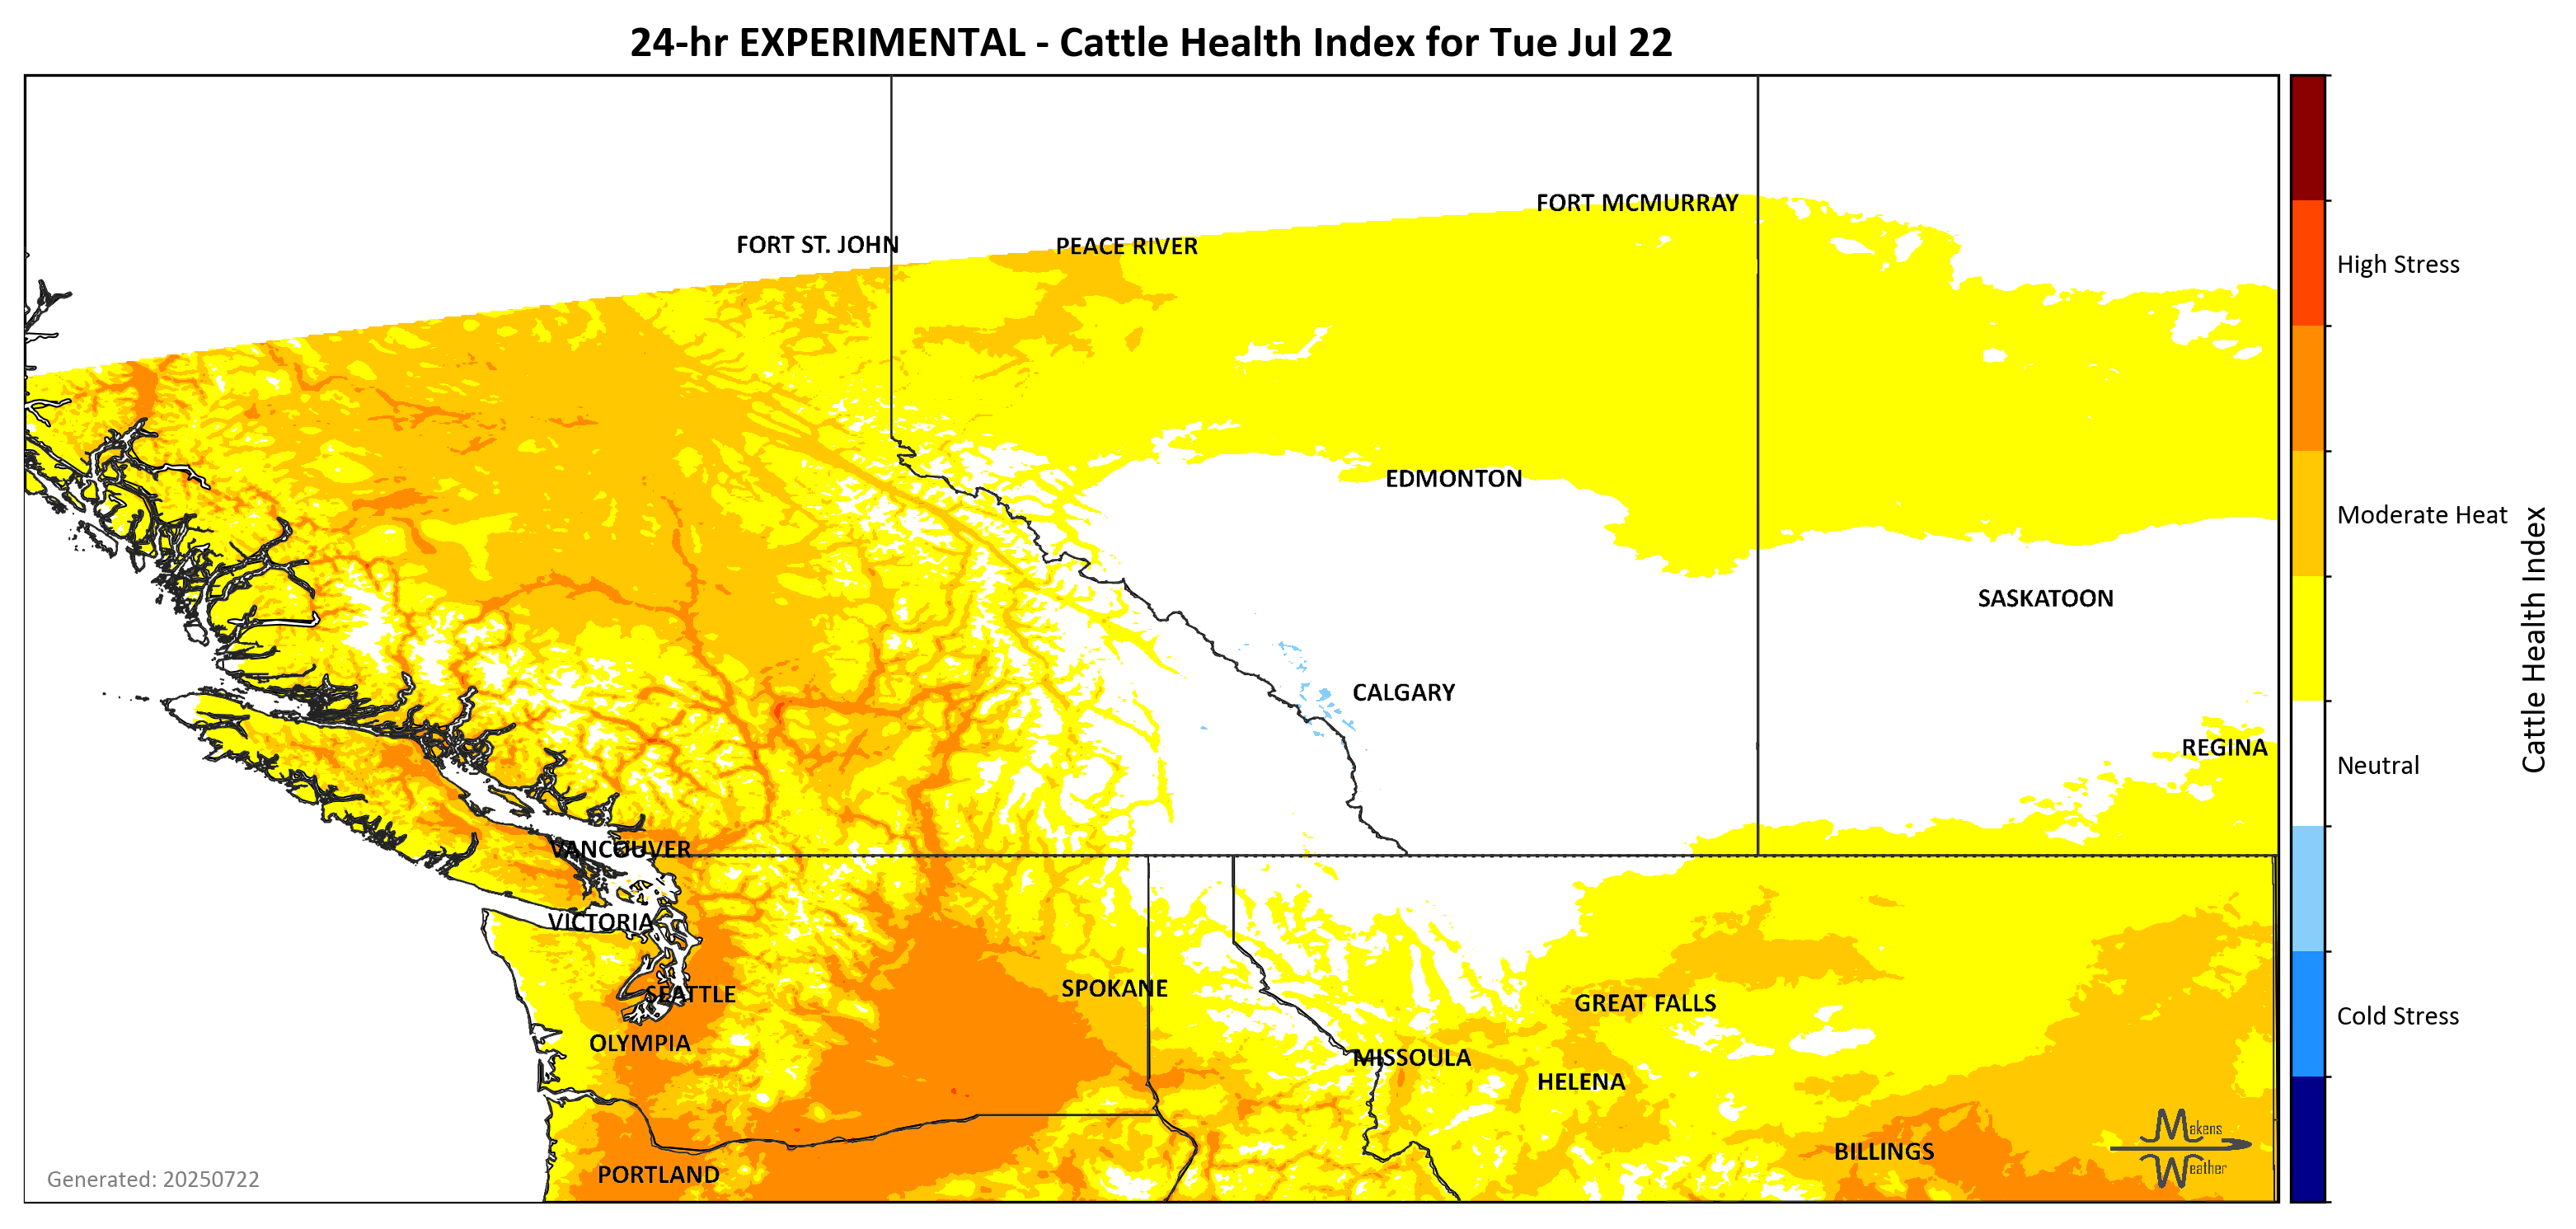 24-hr EXPERIMENTAL - Cattle Health Index for Tue Jul 22
FORT MCMURRAY
FORT ST. JOHN
PEACE RIVER
High Stress
EDMONTON
Moderate Heat
SASKATOON
Cattle Health Index
CALGARY
REGINA
Neutral
VANCOUVER
VICTORIA
SPOKANE
SEATTLE
GREAT FALLS
Cold Stress
OLYMPIA
MISSOULA
HELENA
Makens
Weather
BILLINGS
PORTLAND
Generated: 20250722